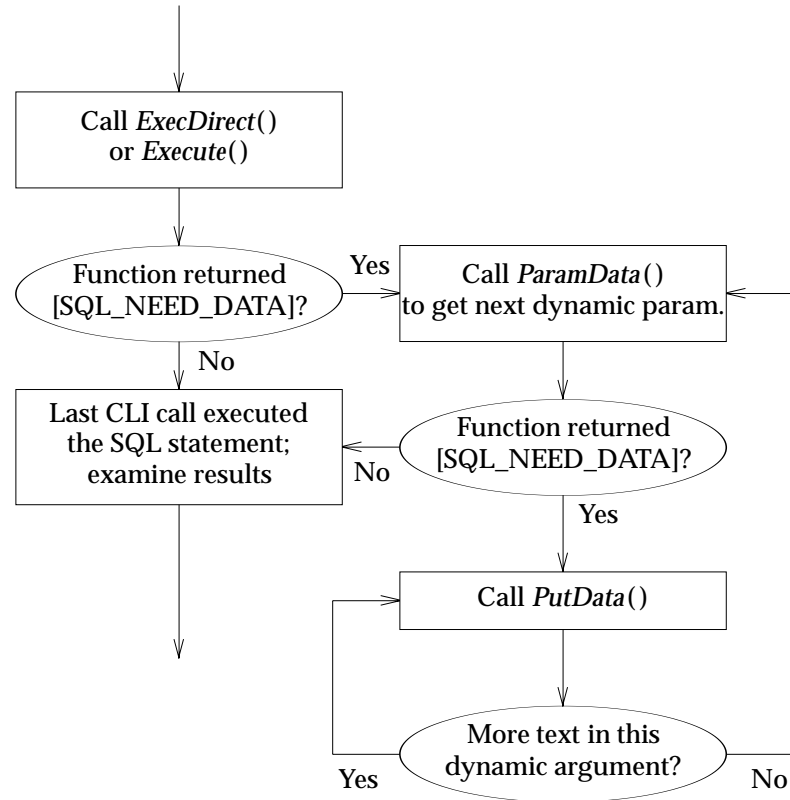 Call ExecDirect()
or Execute()
Function returned
[SQL_NEED_DATA]?
Yes
No
Call ParamData()
to get next dynamic param.
Last CLI call executed
the SQL statement;
examine results
Function returned
[SQL_NEED_DATA]?
No
Yes
Call PutData()
More text in this
dynamic argument?
Yes
No